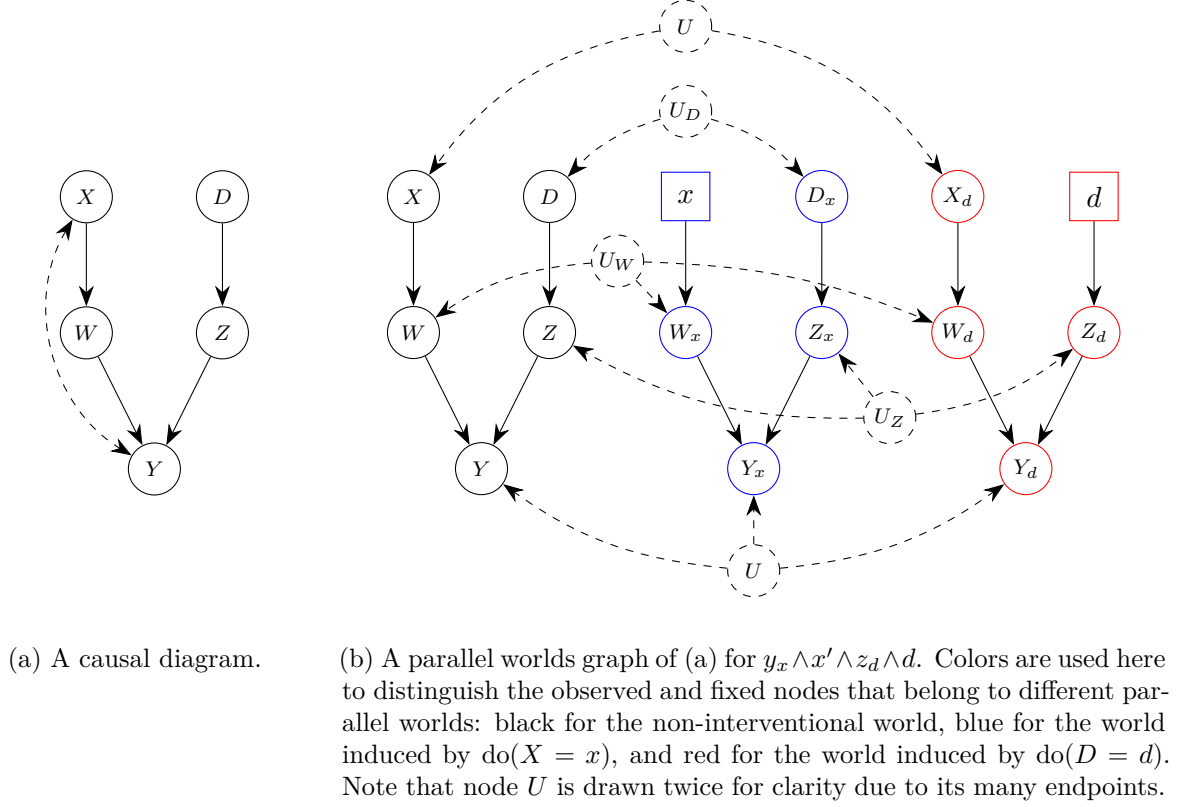 U
U_D
X
D
X
D
x
D_x
X_d
d
U_W
W
Z
W
Z
W_x
Z_x
W_d
Z_d
U_Z
Y
Y
Y_x
Y_d
U
(a) A causal diagram.
(b) A parallel worlds graph of (a) for y_x∧x′∧z_d∧d. Colors are used here
to distinguish the observed and fixed nodes that belong to different par-
allel worlds: black for the non-interventional world, blue for the world
induced by do(X = x), and red for the world induced by do(D = d).
Note that node U is drawn twice for clarity due to its many endpoints.